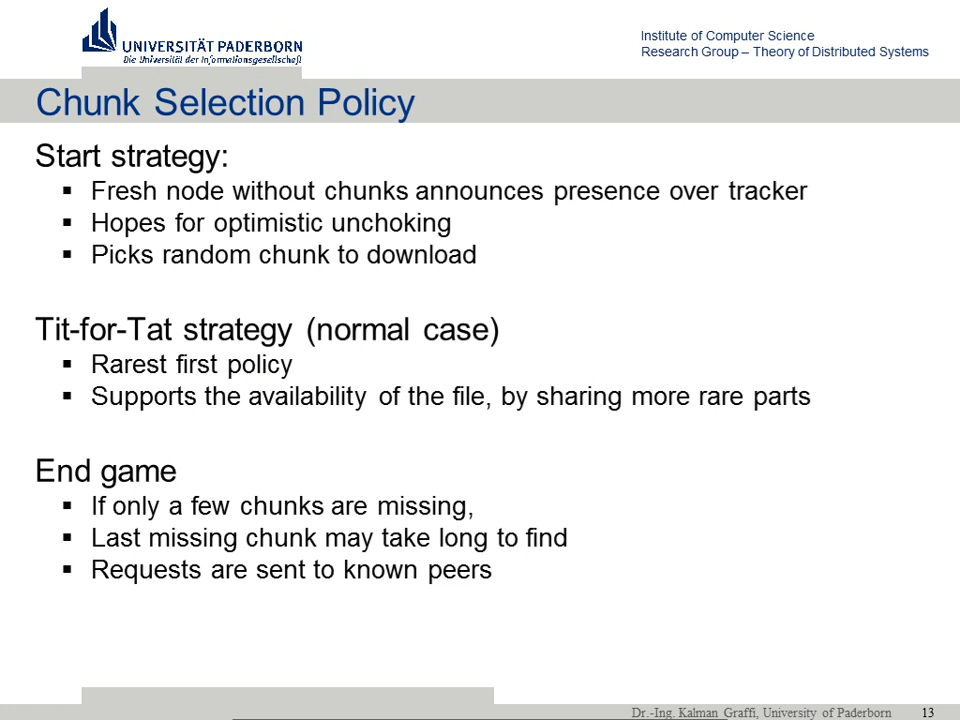 UNIVERSITÄT PADERBORN
Die Universität der Informationsgesellschaft
Institute of Computer Science
Research Group – Theory of Distributed Systems
Chunk Selection Policy
Start strategy:
▪ Fresh node without chunks announces presence over tracker
▪ Hopes for optimistic unchoking
▪ Picks random chunk to download
Tit-for-Tat strategy (normal case)
▪ Rarest first policy
▪ Supports the availability of the file, by sharing more rare parts
End game
▪ If only a few chunks are missing,
▪ Last missing chunk may take long to find
▪ Requests are sent to known peers
Dr.-Ing. Kalman Graffi, University of Paderborn 13